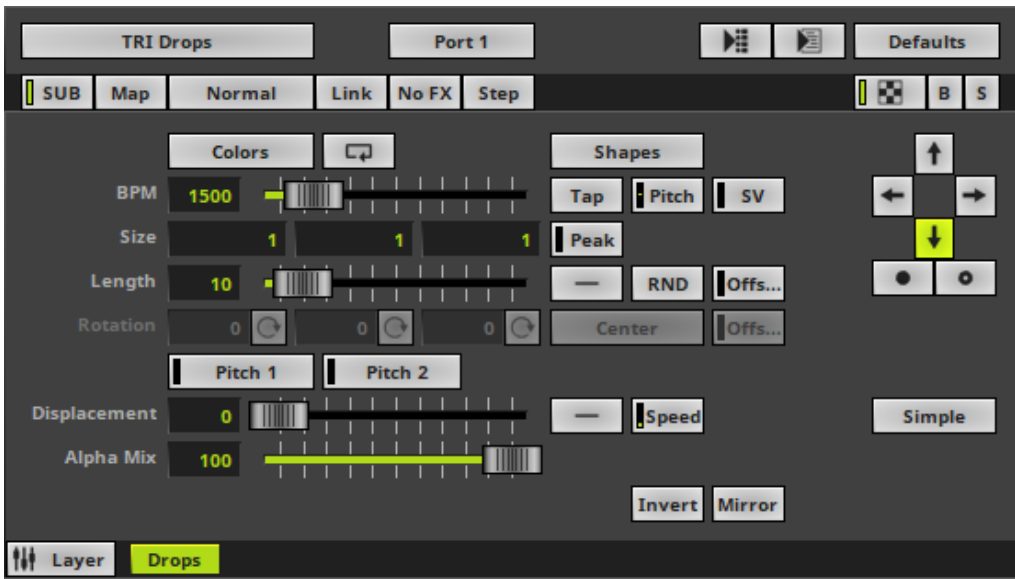 TRI Drops Port 1 Defaults
SUB Map Normal Link No FX Step B S
Colors Shapes
BPM 1500 Tap Pitch SV
Size 1 1 1 Peak
Length 10 RND Offs...
Rotation 0 0 0 Center Offs...
Pitch 1 Pitch 2
Displacement 0 Speed Simple
Alpha Mix 100
Invert Mirror
Layer Drops